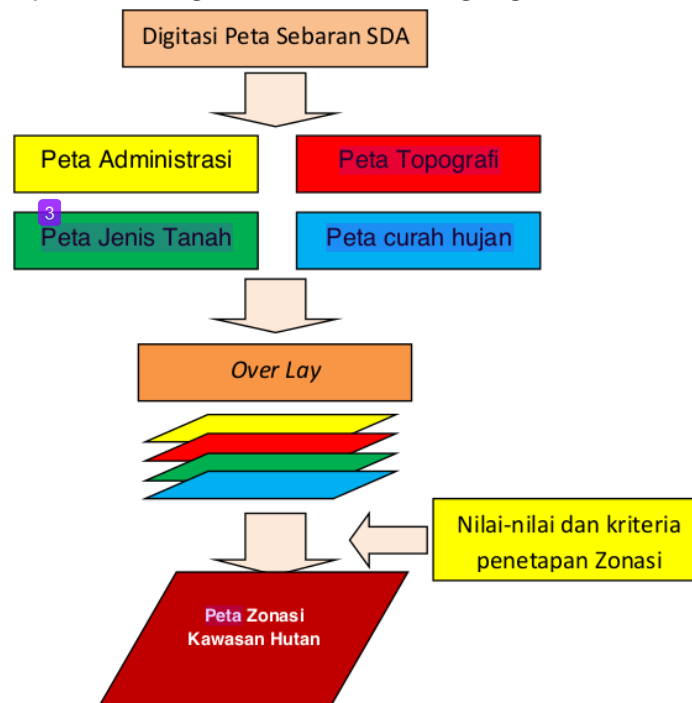 Digitasi Peta Sebaran SDA
Peta Administrasi
Peta Topografi
3
Peta Jenis Tanah
Peta curah hujan
Over Lay
Nilai-nilai dan kriteria
penetapan Zonasi
Peta Zonasi
Kawasan Hutan